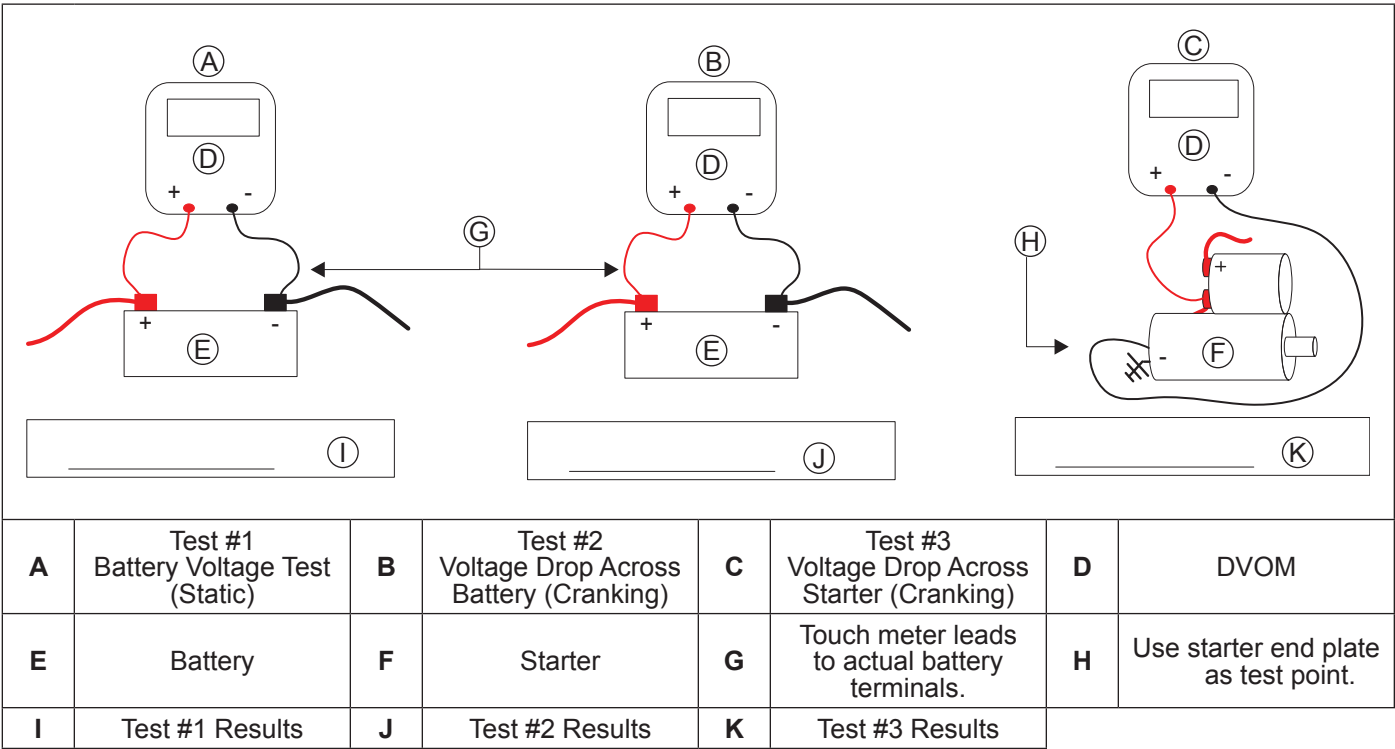 A B C
D D D
+ - + - + -
G
H
+
+ - + -
E E F -
I J K
A Test #1 B Test #2 C Test #3 D DVOM
Battery Voltage Test Voltage Drop Across Voltage Drop Across
(Static) Battery (Cranking) Starter (Cranking)
E Battery F Starter G Touch meter leads H Use starter end plate
to actual battery as test point.
terminals.
I Test #1 Results J Test #2 Results K Test #3 Results